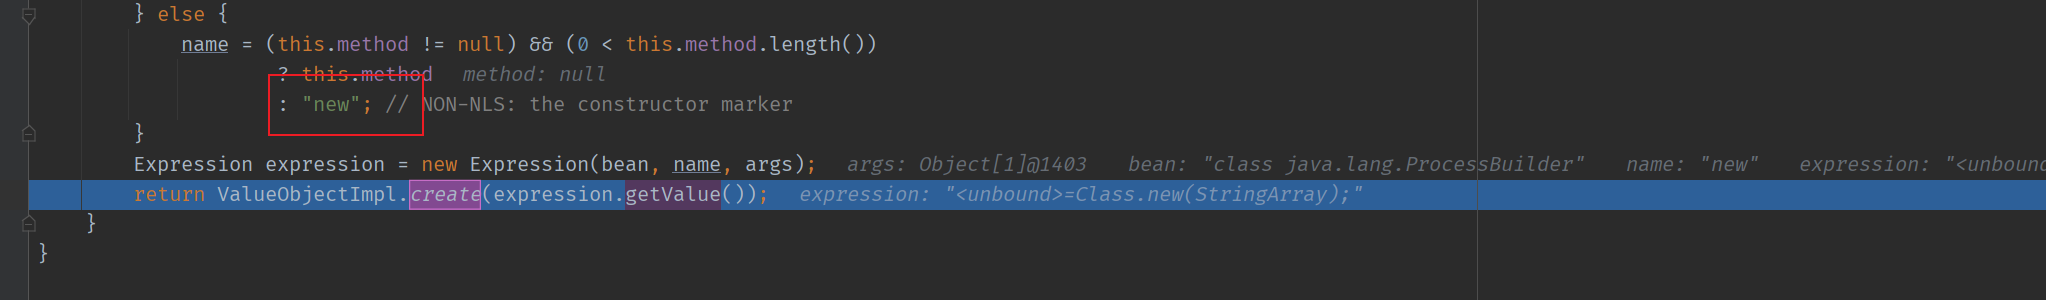 } else {
name = (this.method != null) && (0 < this.method.length())
? this.method method: null
: "new"; // NON-NLS: the constructor marker
}
Expression expression = new Expression(bean, name, args); args: Object[1]@1403 bean: "class java.lang.ProcessBuilder" name: "new" expression: "<unbound
return ValueObjectImpl.create(expression.getValue()); expression: "<unbound>=Class.new(StringArray);"
}
}